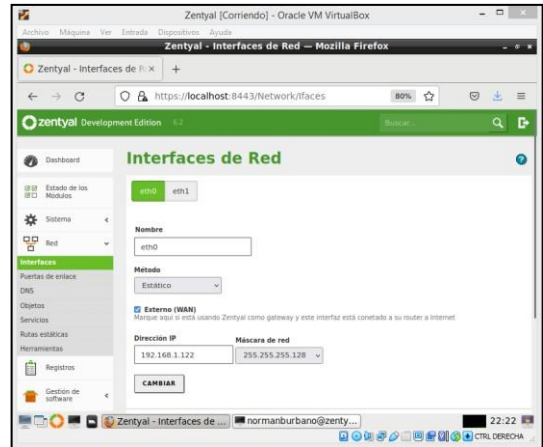 Zentyal [Corriendo] - Oracle VM VirtualBox
Archivo Máquina Ver Entrada Dispositivos Ayuda
Zentyal - Interfaces de Red — Mozilla Firefox
Zentyal - Interfaces de R
https://localhost:8443/Network/Ifaces 80%
zentyal Development Edition 6.2 Buscar...
Dashboard
Estado de los
Módulos
Sistema
Red
Interfaces
Puertas de enlace
DNS
Objetos
Servicios
Rutas estáticas
Herramientas
Registros
Gestión de
software
Interfaces de Red
eth0 eth1
Nombre
eth0
Método
Estático
Externo (WAN)
Marque aquí si está usando Zentyal como gateway y este interfaz está conetado a su router a Internet
Dirección IP Máscara de red
192.168.1.122 255.255.255.128
CAMBIAR
Zentyal - Interfaces de ... normanburbano@zenty... 22:22
CTRL DERECHA